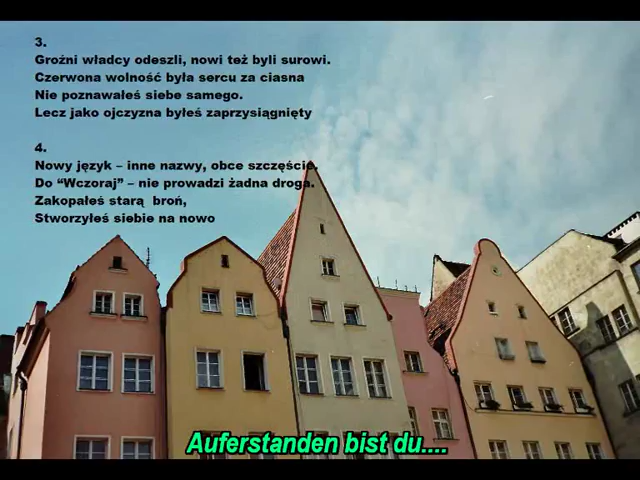 3.
Groźni władcy odeszli, nowi też byli surowi.
Czerwona wolność była sercu za ciasna
Nie poznawałeś siebe samego.
Lecz jako ojczyzna byłeś zaprzysiągnięty
4.
Nowy język – inne nazwy, obce szczęście.
Do “Wczoraj” – nie prowadzi żadna droga.
Zakopałeś starą broń,
Stworzyłeś siebie na nowo
Auferstanden bist du....